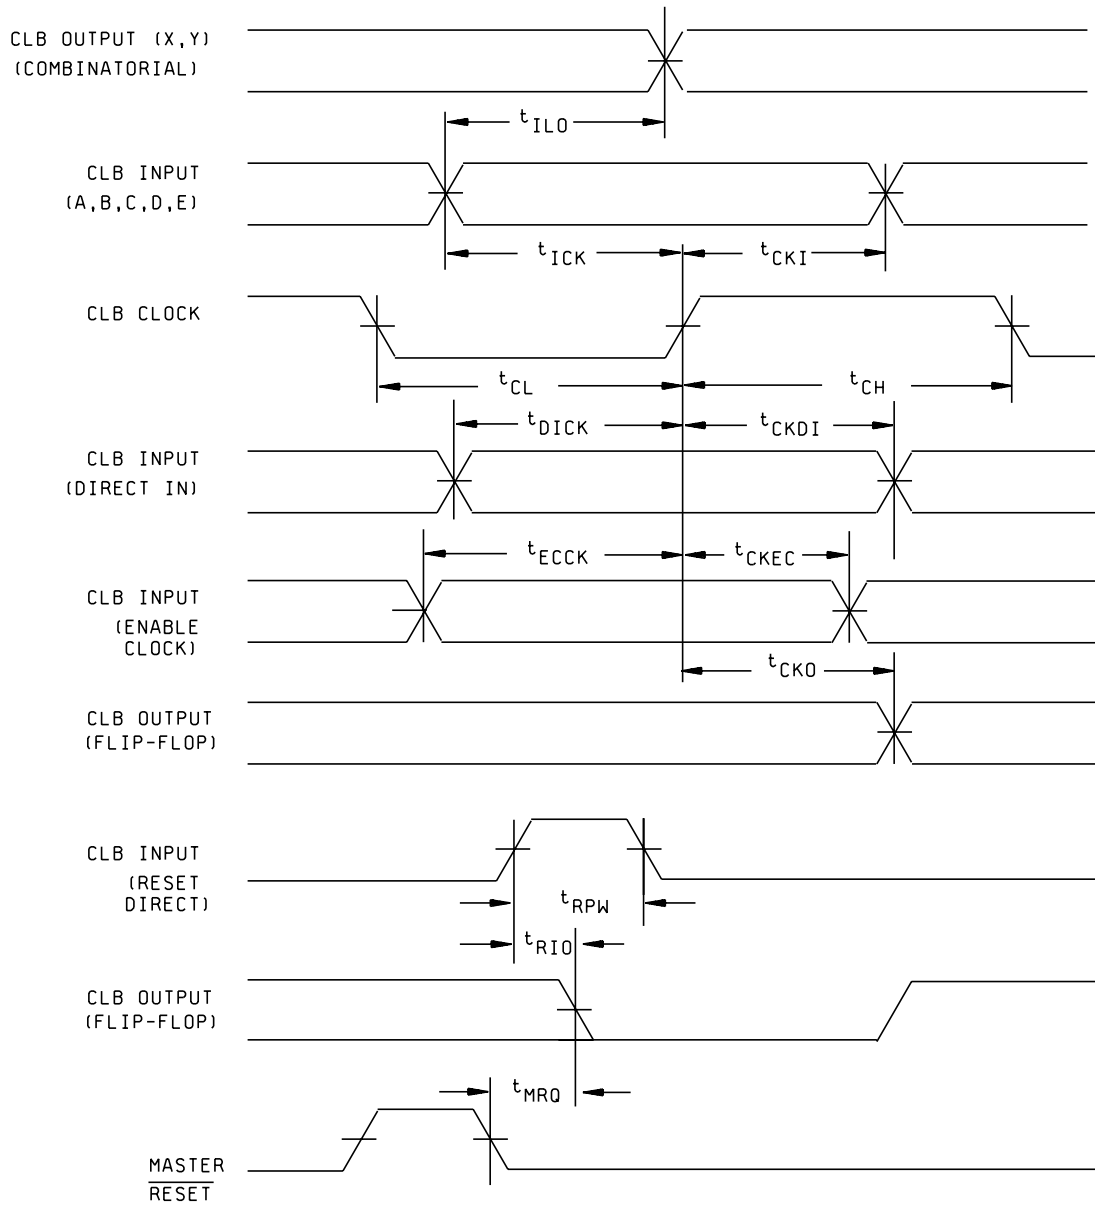 CLB OUTPUT (X,Y)
(COMBINATORIAL)
tILO
CLB INPUT
(A,B,C,D,E)
tICK
tCKI
CLB CLOCK
tCL
tCH
tDICK
tCKDI
CLB INPUT
(DIRECT IN)
tECCK
tCKEC
CLB INPUT
(ENABLE
CLOCK)
tCKO
CLB OUTPUT
(FLIP-FLOP)
CLB INPUT
(RESET
DIRECT)
tRPW
tRIO
CLB OUTPUT
(FLIP-FLOP)
tMRQ
MASTER
RESET